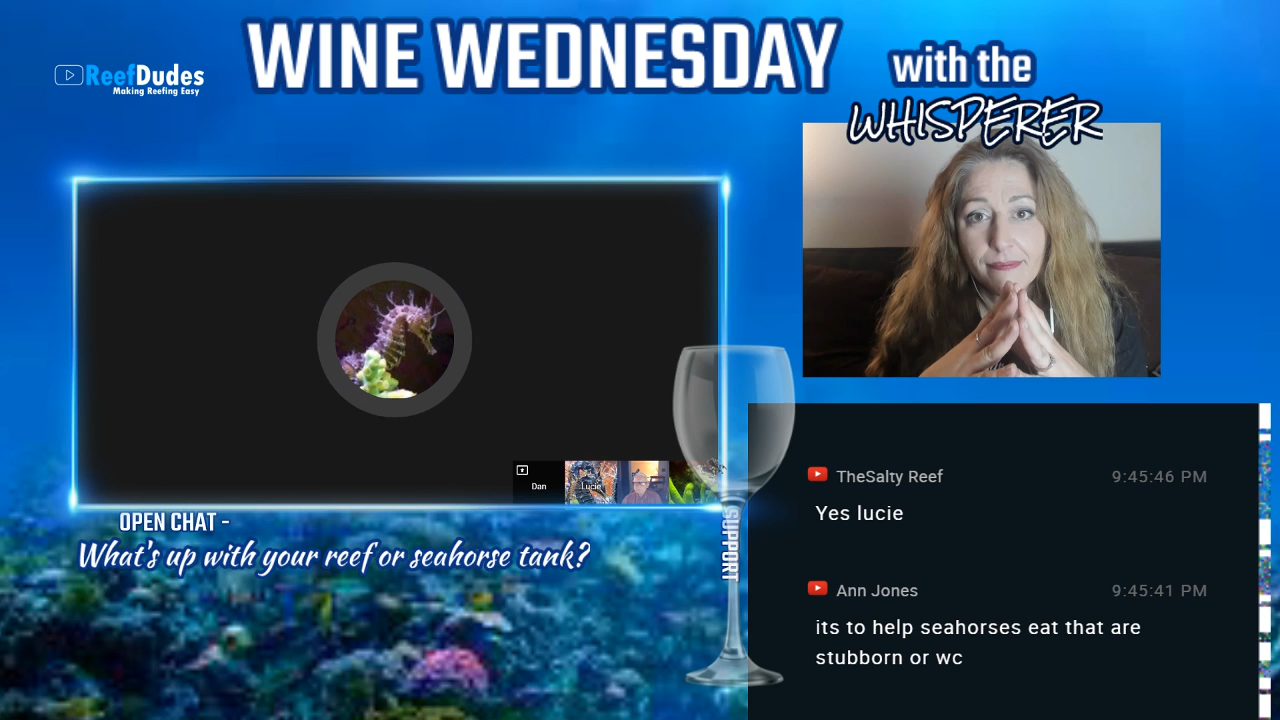 WINE WEDNESDAY
with the
WHISPERER
ReefDudes
Making Reefing Easy
Dan
Lucie
OPEN CHAT -
What's up with your reef or seahorse tank?
SUPPORT
TheSalty Reef 9:45:46 PM
Yes lucie
Ann Jones 9:45:41 PM
its to help seahorses eat that are
stubborn or wc